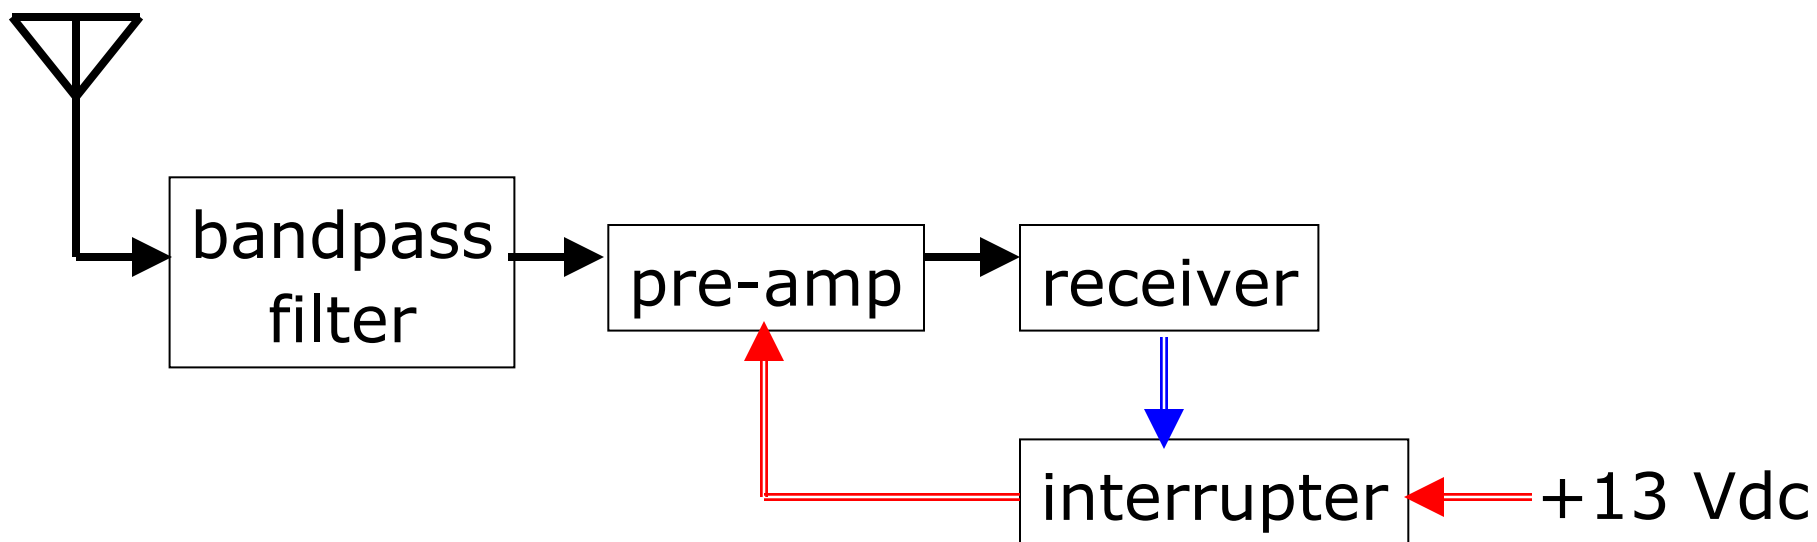 bandpass
filter
pre-amp
receiver
interrupter
+13 Vdc